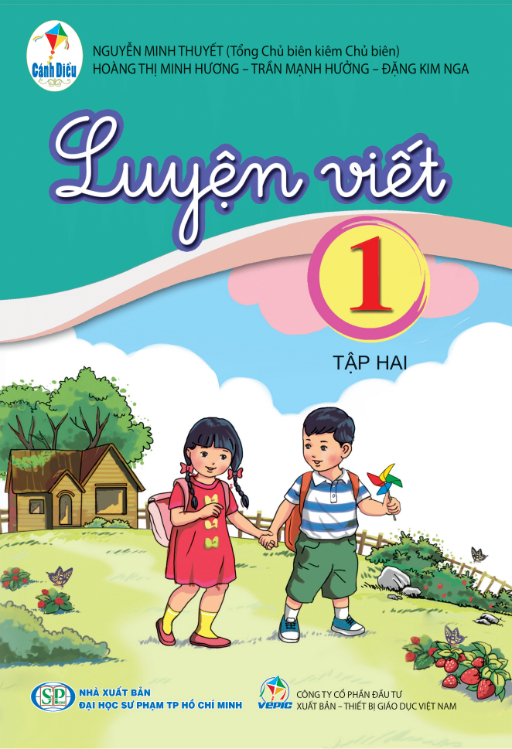 Cánh Diều
NGUYỄN MINH THUYẾT (Tổng Chủ biên kiêm Chủ biên)
HOÀNG THỊ MINH HƯƠNG – TRẦN MẠNH HƯỞNG – ĐẶNG KIM NGA
Luyện viết
1
TẬP HAI
SP
NHÀ XUẤT BẢN
ĐẠI HỌC SƯ PHẠM TP HỒ CHÍ MINH
VEPIC
CÔNG TY CỔ PHẦN ĐẦU TƯ
XUẤT BẢN – THIẾT BỊ GIÁO DỤC VIỆT NAM